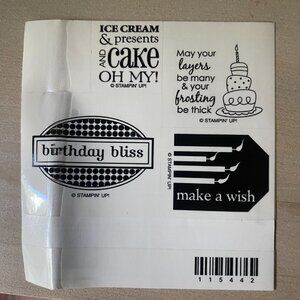 ICE CREAM
& presents
AND cake
OH MY!
© STAMPIN' UP!
May your
layers
be many
& your
frosting
be thick
© STAMPIN' UP!
birthday bliss
© STAMPIN' UP!
© STAMPIN' UP!
make a wish
115442